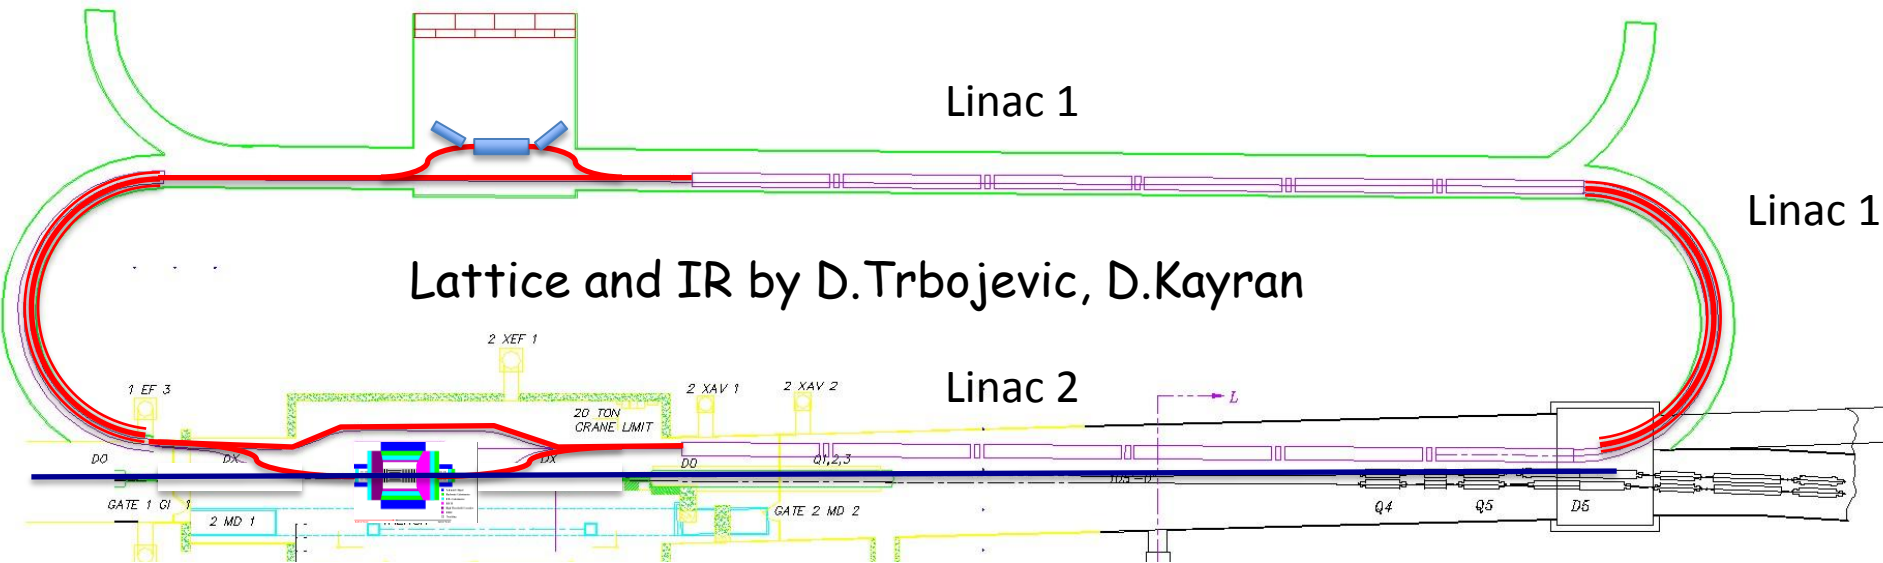 Linac 1
Linac 1
Lattice and IR by D.Trbojevic, D.Kayran
2 XEF 1
Linac 2
1 EF 3
2 XAV 1
2 XAV 2
L
20 TON
CRANE LIMIT
DO
DX
DX
DO
Q1,2,3
GATE 1
2 MD 1
GATE 2 MD 2
Q4
Q5
D5